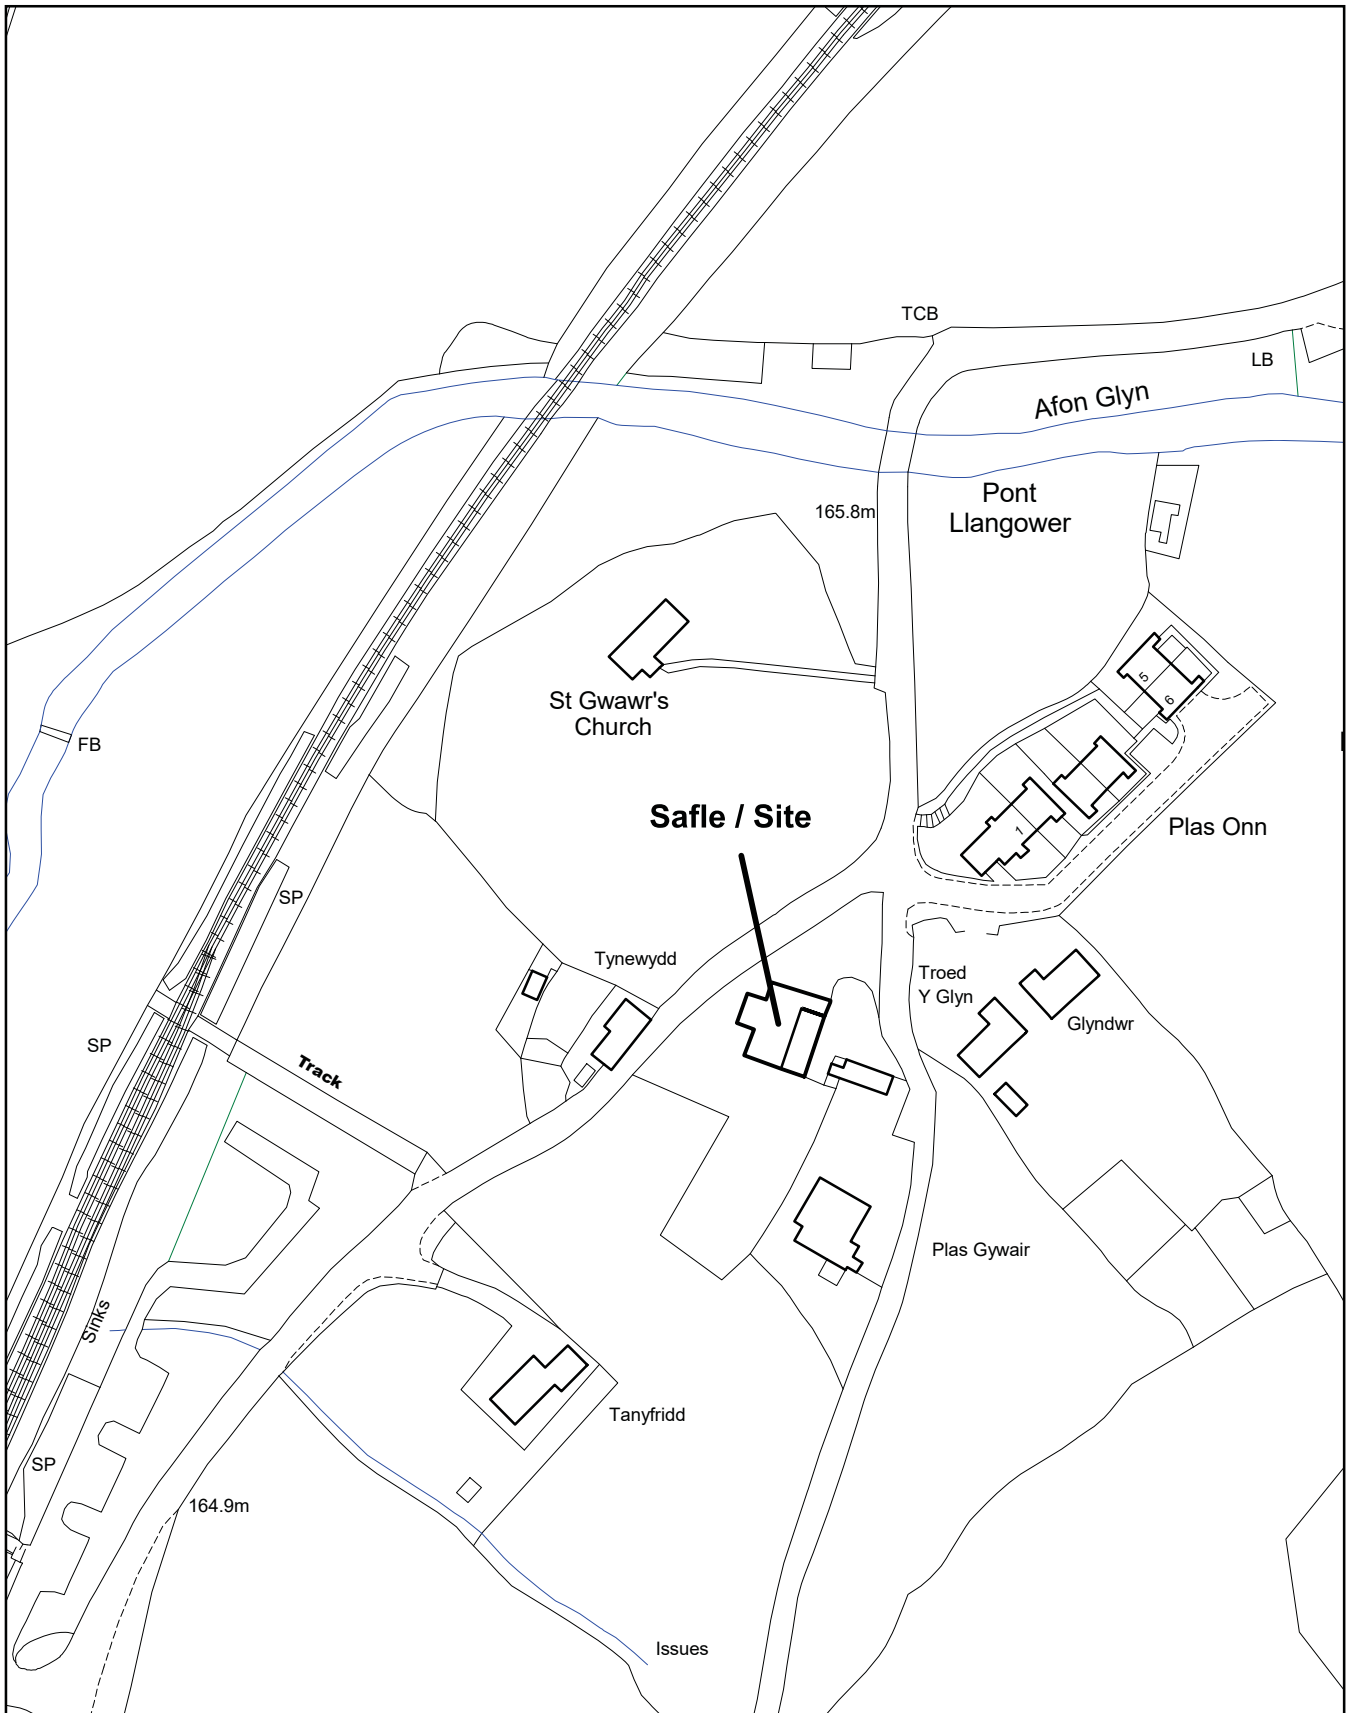 TCB
LB
Afon Glyn
Pont
Llangower
165.8m
St Gwawr's
Church
5
6
FB
Safle / Site
1
Plas Onn
SP
Tynewydd
Troed
Y Glyn
Glyndwr
SP
Track
Plas Gywair
Sinks
Tanyfridd
SP
164.9m
Issues